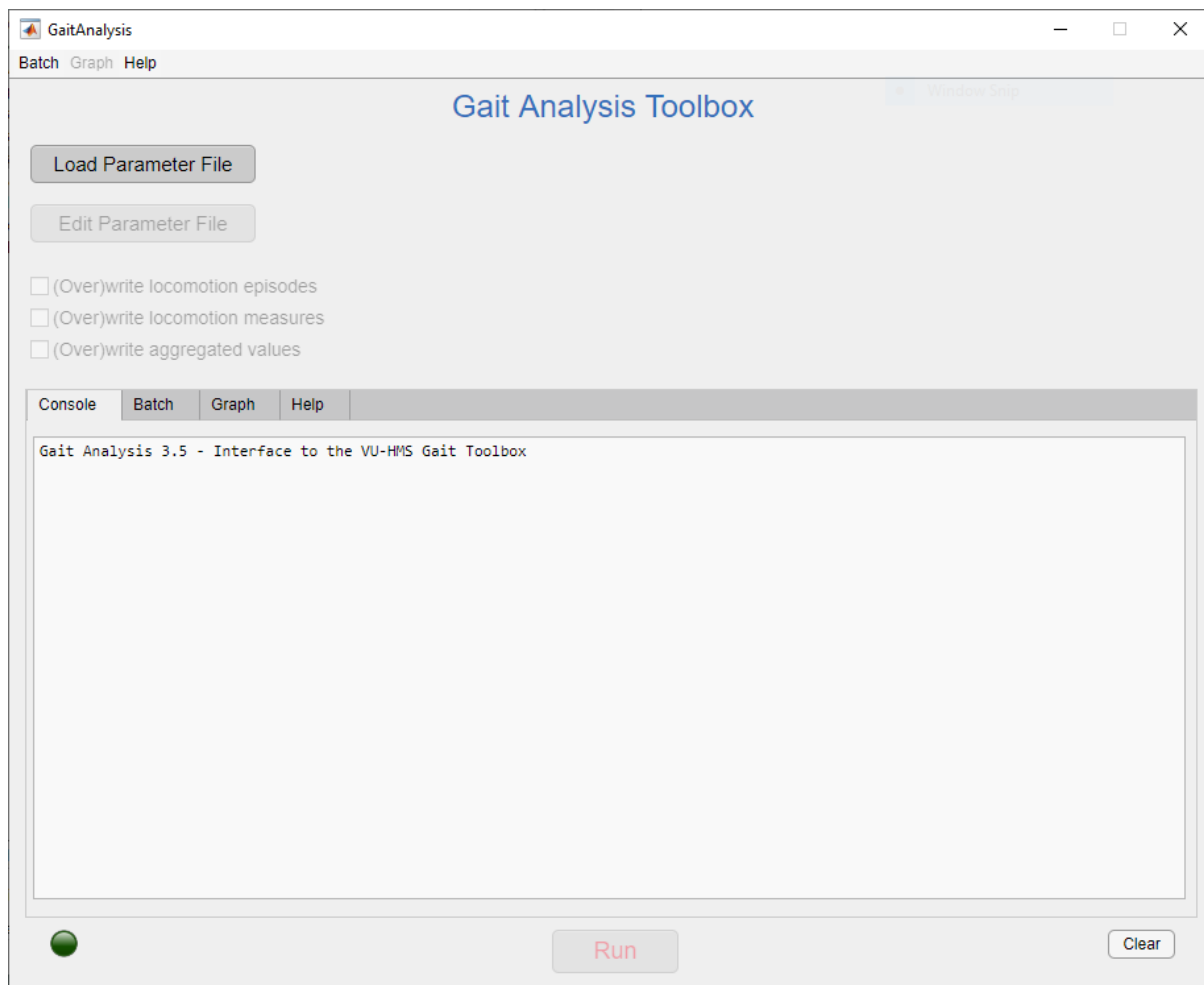 GaitAnalysis
Batch Graph Help
Window Snip
Gait Analysis Toolbox
Load Parameter File
Edit Parameter File
(Over)write locomotion episodes
(Over)write locomotion measures
(Over)write aggregated values
Console Batch Graph Help
Gait Analysis 3.5 - Interface to the VU-HMS Gait Toolbox
Run
Clear